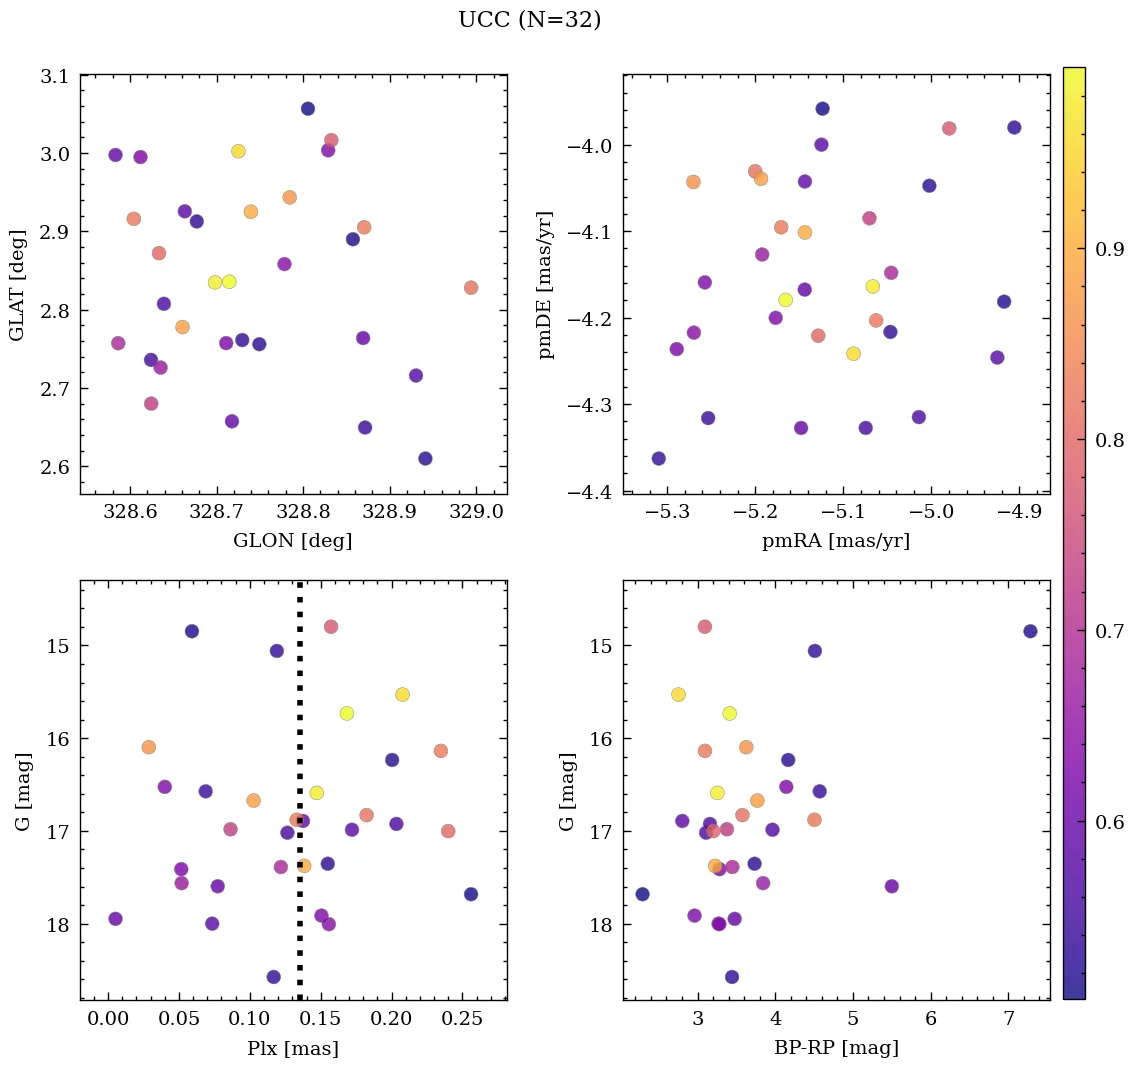 UCC (N=32)
3.1
3.0
2.9
2.8
2.7
2.6
GLAT [deg]
328.6 328.7 328.8 328.9 329.0
GLON [deg]
−4.0
−4.1
−4.2
−4.3
−4.4
pmDE [mas/yr]
−5.3 −5.2 −5.1 −5.0 −4.9
pmRA [mas/yr]
15
16
17
18
G [mag]
0.00 0.05 0.10 0.15 0.20 0.25
Plx [mas]
15
16
17
18
G [mag]
3 4 5 6 7
BP-RP [mag]
0.9
0.8
0.7
0.6